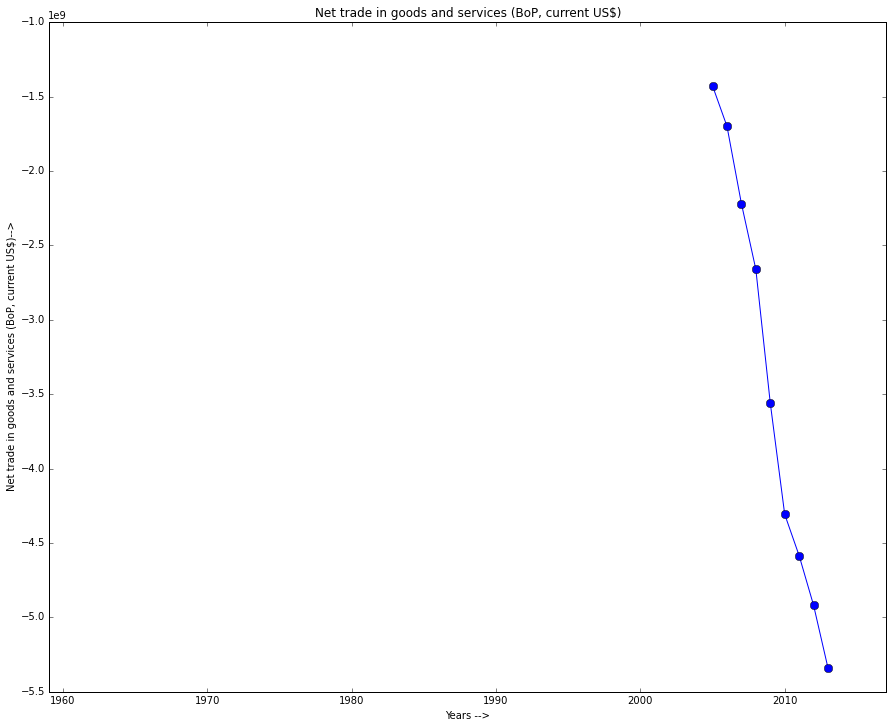 Net trade in goods and services (BoP, current US$)
1e9
−1.0
−1.5
−2.0
−2.5
−3.0
−3.5
−4.0
−4.5
−5.0
−5.5
Net trade in goods and services (BoP, current US$)-->
1960 1970 1980 1990 2000 2010
Years -->